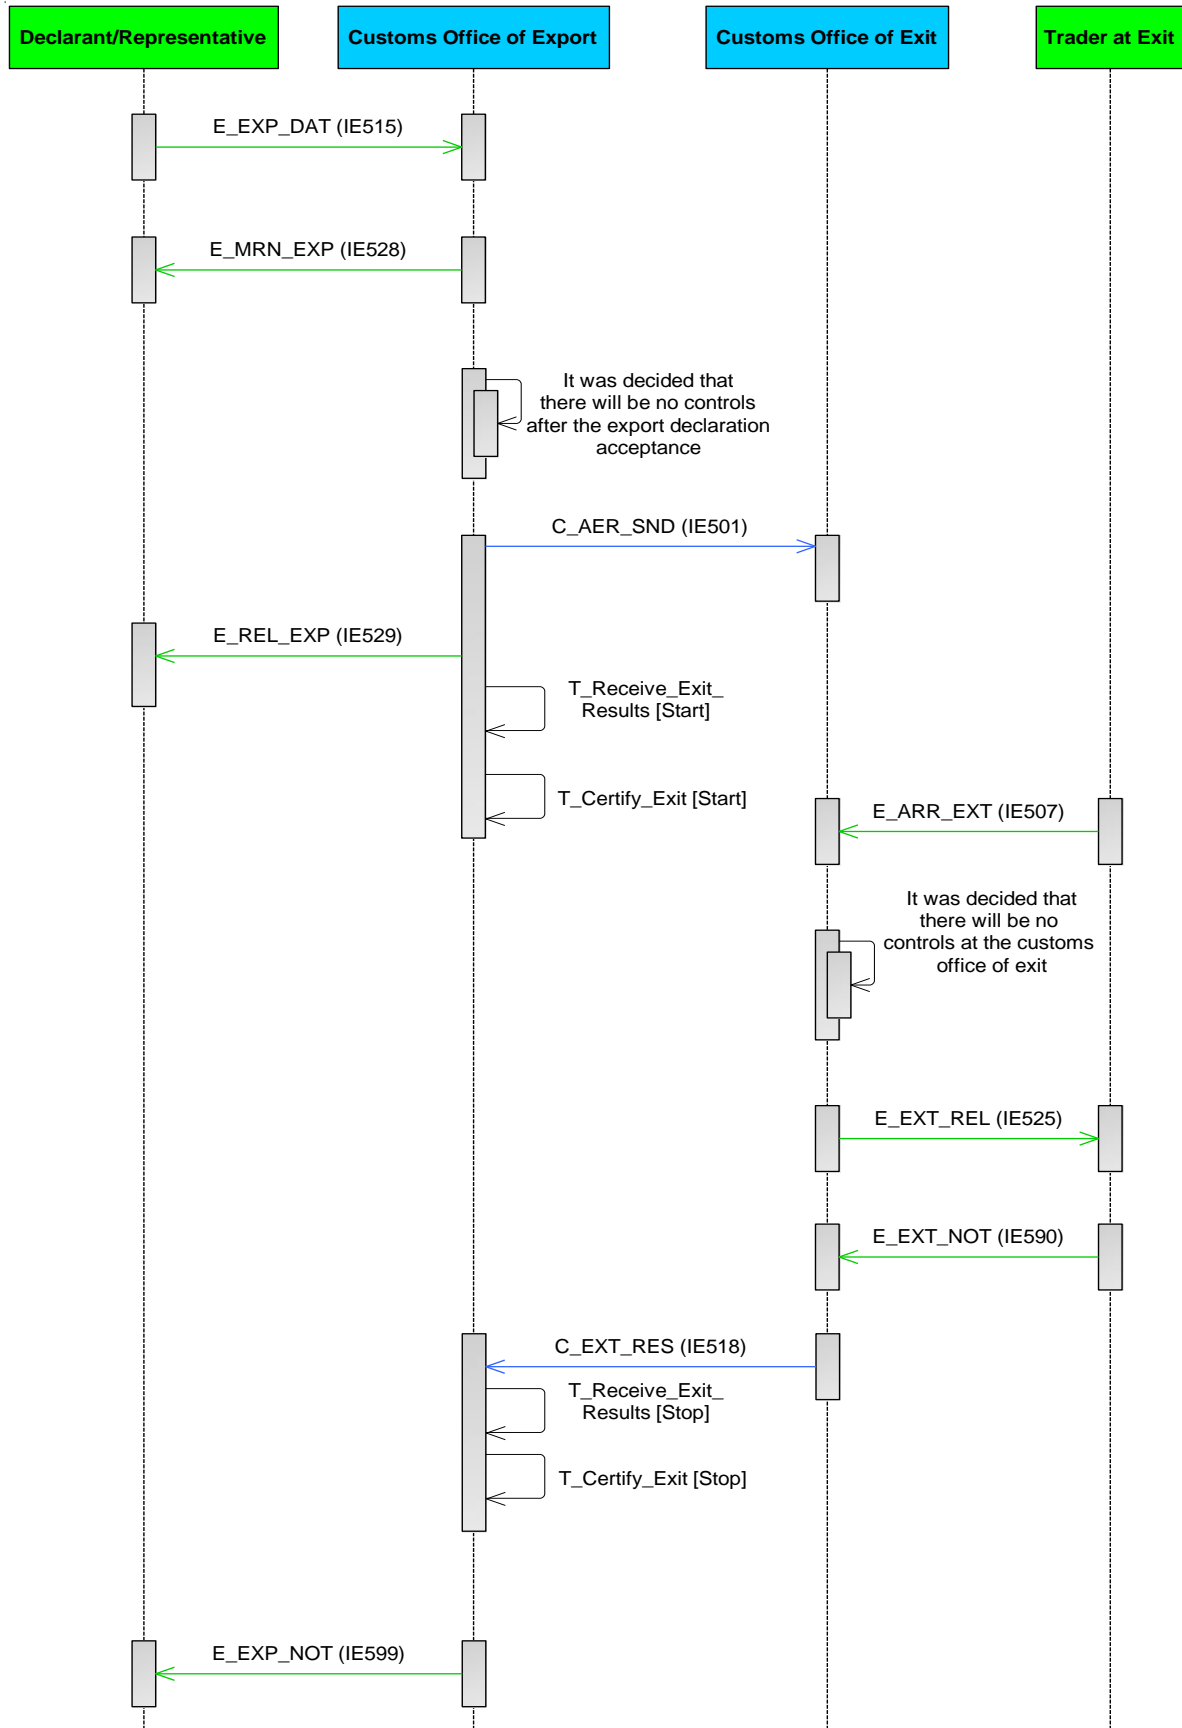 Declarant/Representative
Customs Office of Export
Customs Office of Exit
Trader at Exit
E_EXP_DAT (IE515)
E_MRN_EXP (IE528)
It was decided that
there will be no controls
after the export declaration
acceptance
C_AER_SND (IE501)
E_REL_EXP (IE529)
T_Receive_Exit_
Results [Start]
T_Certify_Exit [Start]
E_ARR_EXT (IE507)
It was decided that
there will be no
controls at the customs
office of exit
E_EXT_REL (IE525)
E_EXT_NOT (IE590)
C_EXT_RES (IE518)
T_Receive_Exit_
Results [Stop]
T_Certify_Exit [Stop]
E_EXP_NOT (IE599)